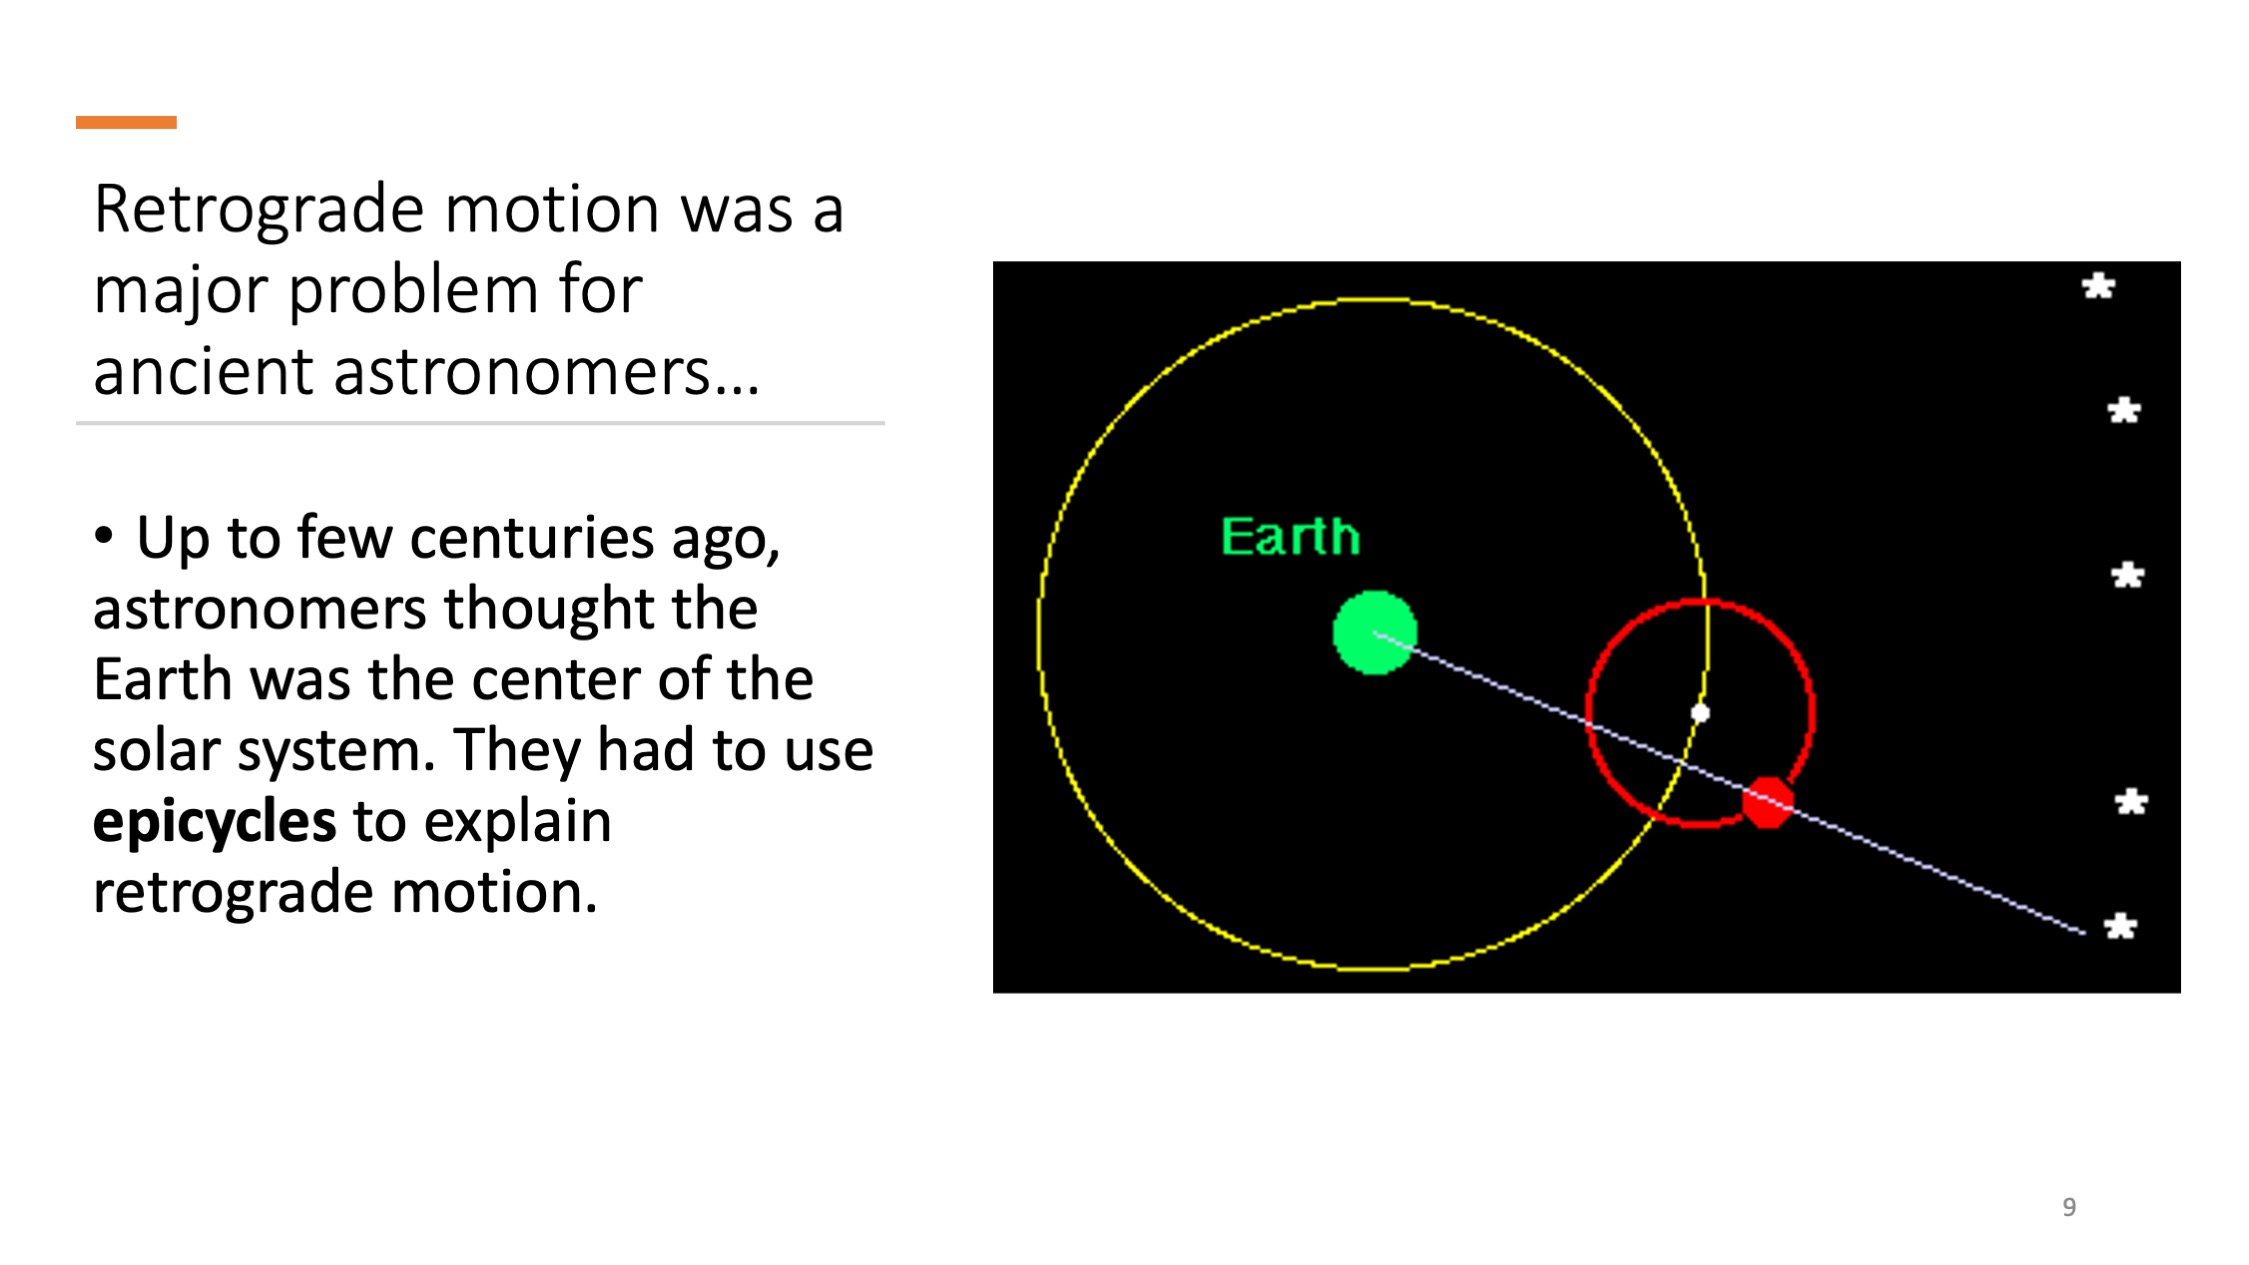 Retrograde motion was a
major problem for
ancient astronomers...
• Up to few centuries ago,
astronomers thought the
Earth was the center of the
solar system. They had to use
epicycles to explain
retrograde motion.
Earth
9